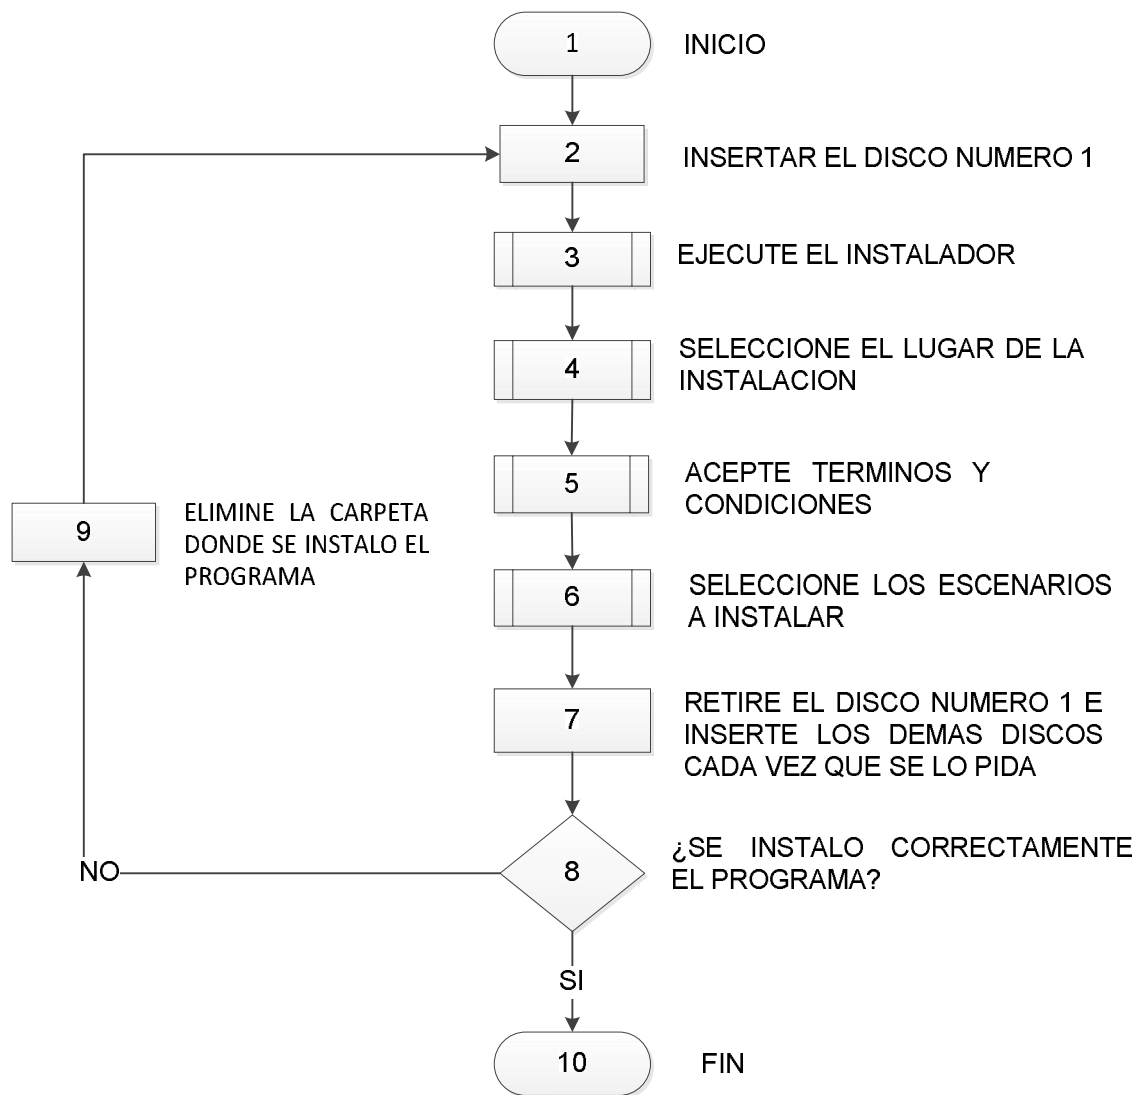 1 INICIO
2 INSERTAR EL DISCO NUMERO 1
3 EJECUTE EL INSTALADOR
4 SELECCIONE EL LUGAR DE LA
INSTALACION
5 ACEPTE TERMINOS Y
CONDICIONES
6 SELECCIONE LOS ESCENARIOS
A INSTALAR
7 RETIRE EL DISCO NUMERO 1 E
INSERTE LOS DEMAS DISCOS
CADA VEZ QUE SE LO PIDA
8 ¿SE INSTALO CORRECTAMENTE
EL PROGRAMA?
NO
9 ELIMINE LA CARPETA
DONDE SE INSTALO EL
PROGRAMA
SI
10 FIN